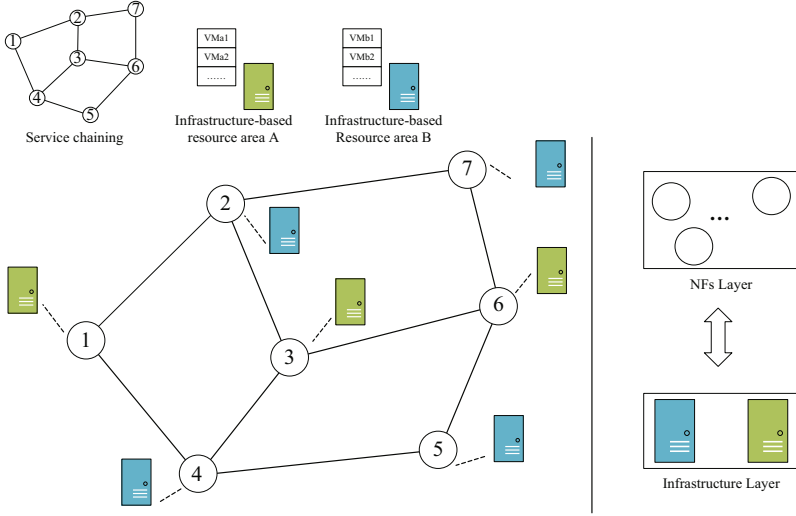 1
2
3
4
5
6
7
Service chaining
VMa1
VMa2
......
Infrastructure-based
resource area A
VMb1
VMb2
......
Infrastructure-based
Resource area B
1
2
3
4
5
6
7
...
NFs Layer
Infrastructure Layer